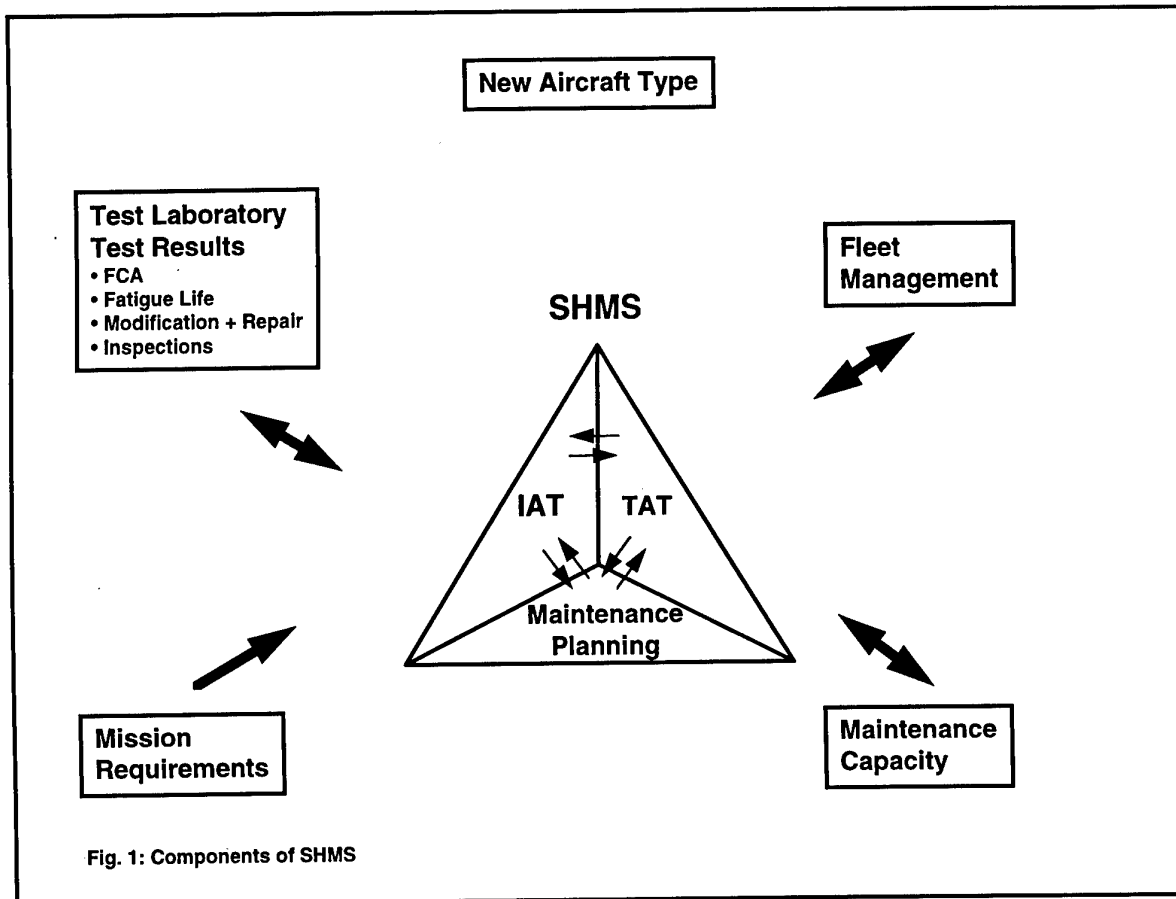 New Aircraft Type
Test Laboratory
Test Results
• FCA
• Fatigue Life
• Modification + Repair
• Inspections
Fleet
Management
SHMS
IAT
TAT
Maintenance
Planning
Mission
Requirements
Maintenance
Capacity
Fig. 1: Components of SHMS